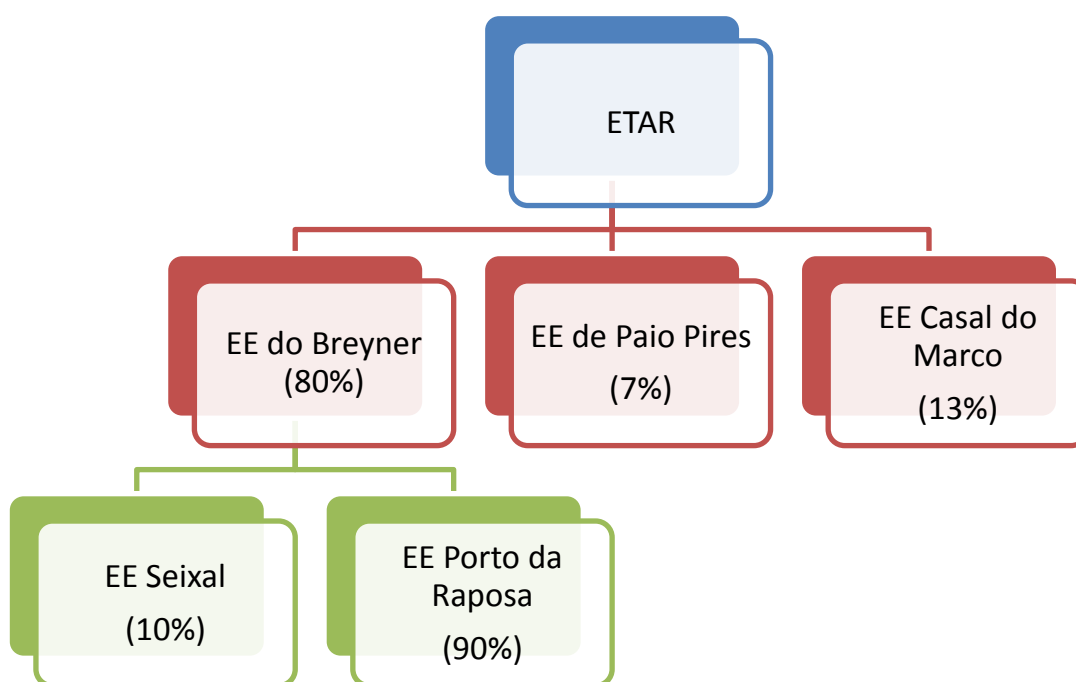 ETAR
EE do Breyner
(80%)
EE de Paio Pires
(7%)
EE Casal do
Marco
(13%)
EE Seixal
(10%)
EE Porto da
Raposa
(90%)